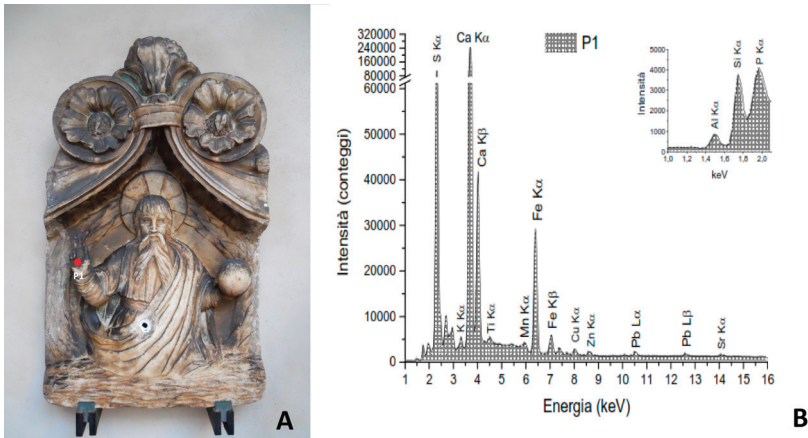 P1
A
320000
240000
160000
80000
60000
50000
40000
30000
20000
10000
0
Intensità (conteggi)
S Kα
Ca Kα
Ca Kβ
K Kα
Ti Kα
Mn Kα
Fe Kα
Fe Kβ
Cu Kα
Zn Kα
Pb Lα
Pb Lβ
Sr Kα
P1
1 2 3 4 5 6 7 8 9 10 11 12 13 14 15 16
Energia (keV)
5000
4000
3000
2000
1000
0
Intensità
Al Kα
Si Kα
P Kα
1,0 1,2 1,4 1,6 1,8 2,0
keV
B